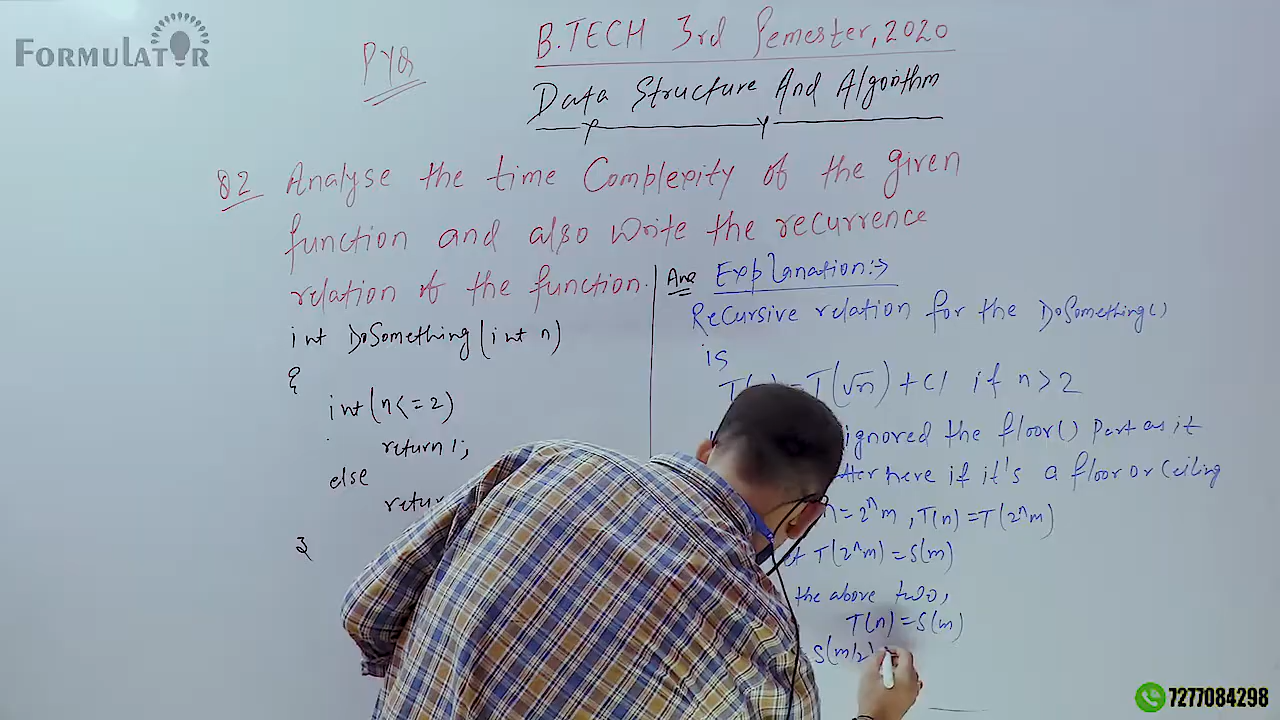 FORMULATOR
PYQ
B.TECH 3rd Semester, 2020
Data Structure And Algorithm
Q2 Analyse the time Complexity of the given
function and also write the recurrence
relation of the function.
int DoSomething (int n)
{
int (n <= 2)
return 1;
else
retur
}
Ans Explanation:->
Recursive relation for the DoSomething()
is
T(√n) + C1 if n > 2
ignored the floor() part as it
here if it's a floor or ceiling
n = 2^m, T(n) = T(2^m)
T(2^m) = S(m)
the above two,
T(n) = S(m)
S(m/2)
7277084298